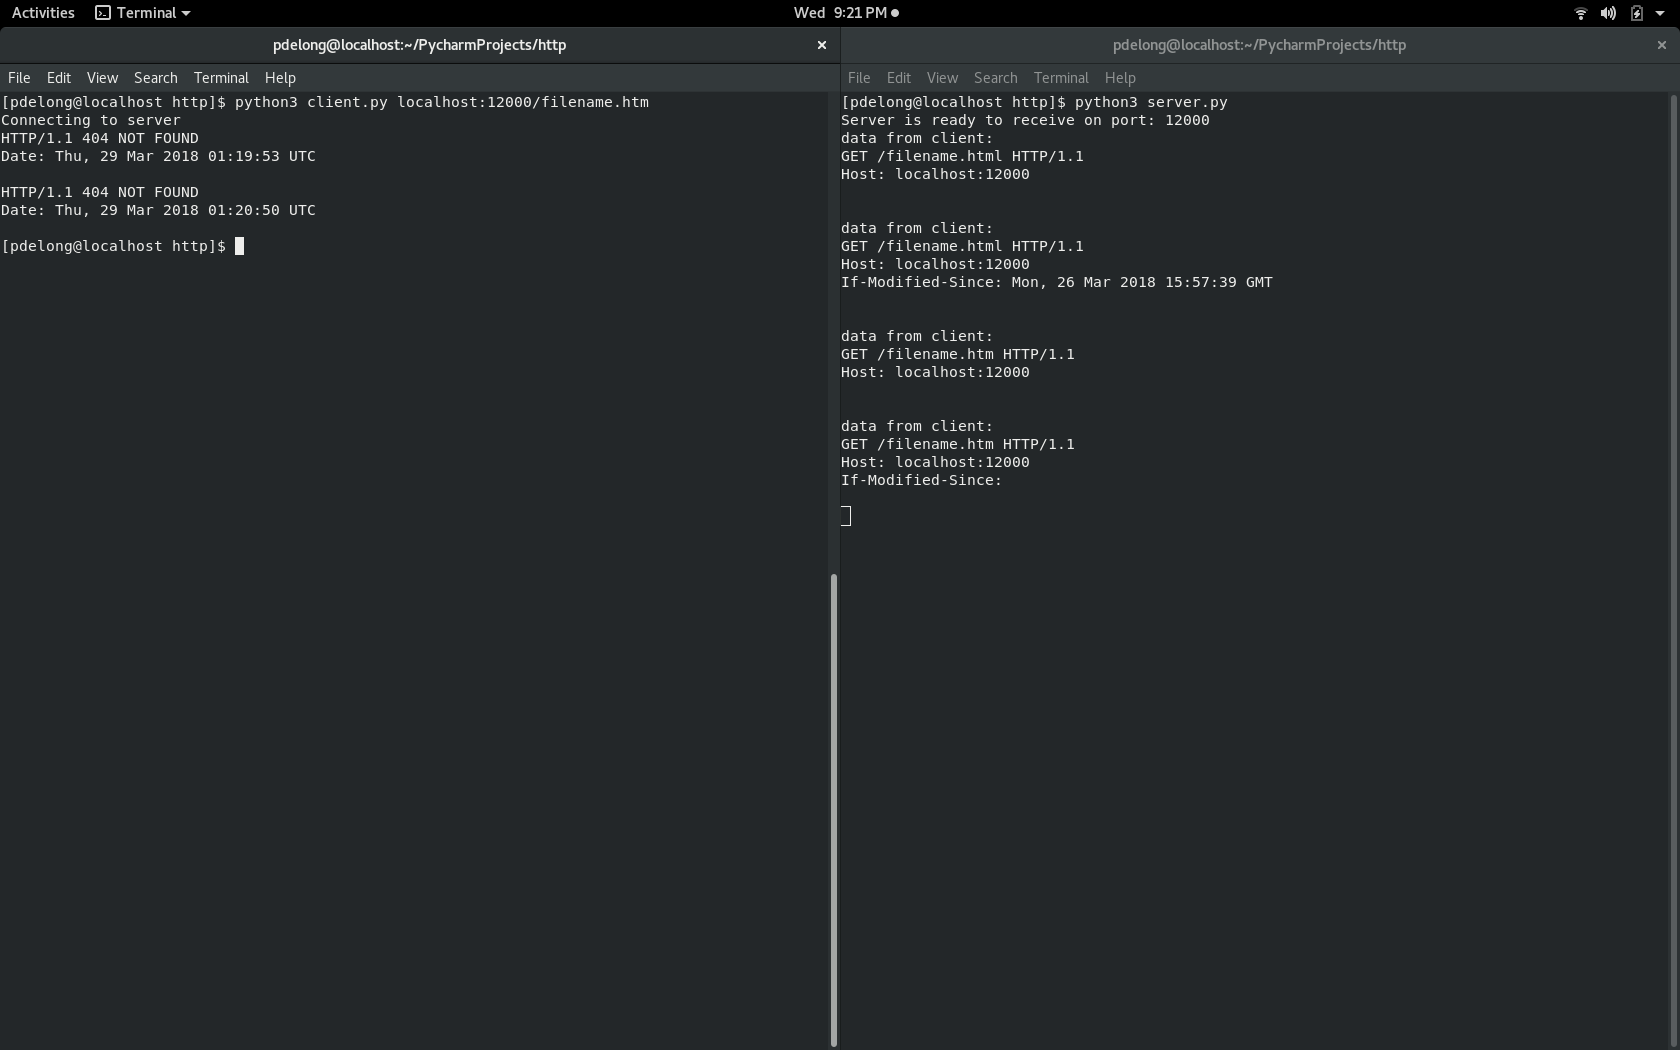 Activities Terminal Wed 9:21 PM
pdelong@localhost:~/PycharmProjects/http
File Edit View Search Terminal Help
[pdelong@localhost http]$ python3 client.py localhost:12000/filename.htm
Connecting to server
HTTP/1.1 404 NOT FOUND
Date: Thu, 29 Mar 2018 01:19:53 UTC
HTTP/1.1 404 NOT FOUND
Date: Thu, 29 Mar 2018 01:20:50 UTC
[pdelong@localhost http]$
pdelong@localhost:~/PycharmProjects/http
File Edit View Search Terminal Help
[pdelong@localhost http]$ python3 server.py
Server is ready to receive on port: 12000
data from client:
GET /filename.html HTTP/1.1
Host: localhost:12000
data from client:
GET /filename.html HTTP/1.1
Host: localhost:12000
If-Modified-Since: Mon, 26 Mar 2018 15:57:39 GMT
data from client:
GET /filename.htm HTTP/1.1
Host: localhost:12000
data from client:
GET /filename.htm HTTP/1.1
Host: localhost:12000
If-Modified-Since: